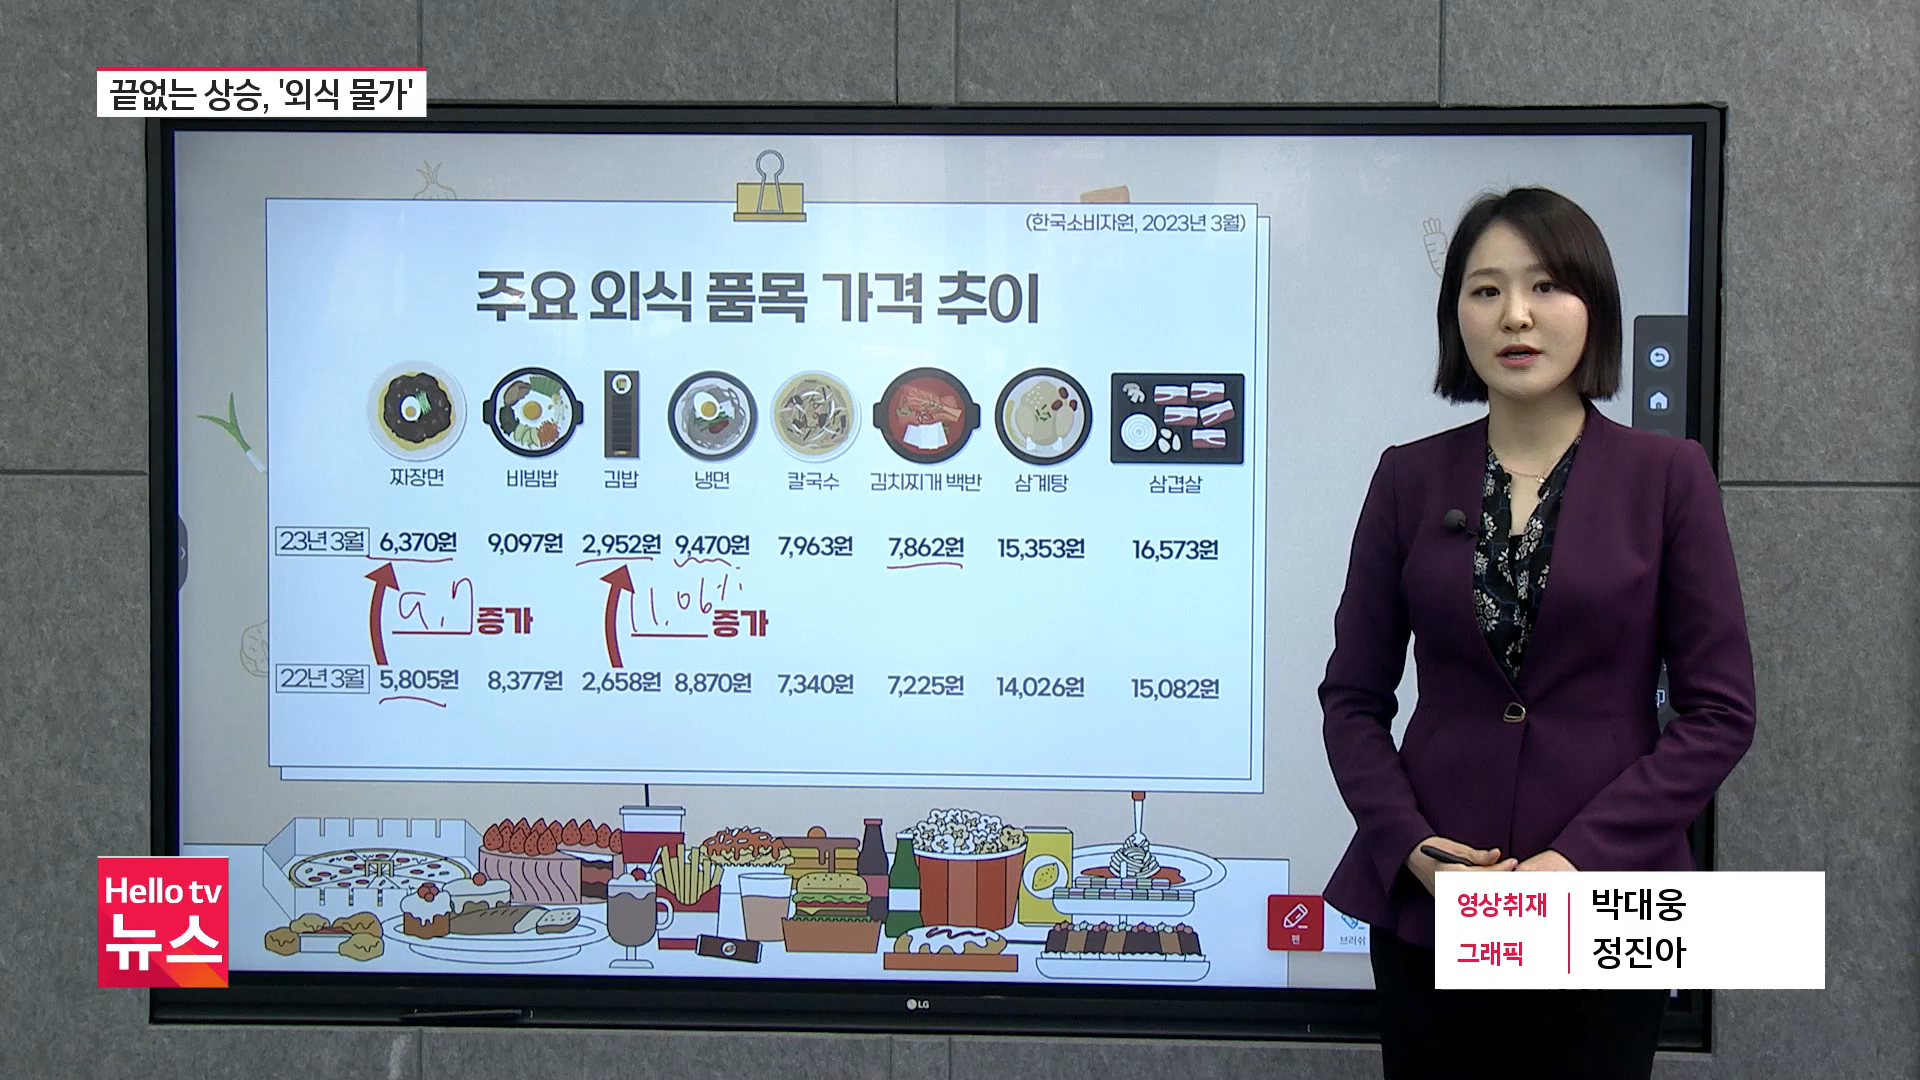 끝없는 상승, '외식 물가'
(한국소비자원, 2023년 3월)
주요 외식 품목 가격 추이
짜장면 비빔밥 김밥 냉면 칼국수 김치찌개 백반 삼계탕 삼겹살
23년 3월 6,370원 9,097원 2,952원 9,470원 7,963원 7,862원 15,353원 16,573원
9.7 증가 11.06% 증가
22년 3월 5,805원 8,377원 2,658원 8,870원 7,340원 7,225원 14,026원 15,082원
펜 브러쉬
LG
Hello tv
뉴스
영상취재 박대웅
그래픽 정진아